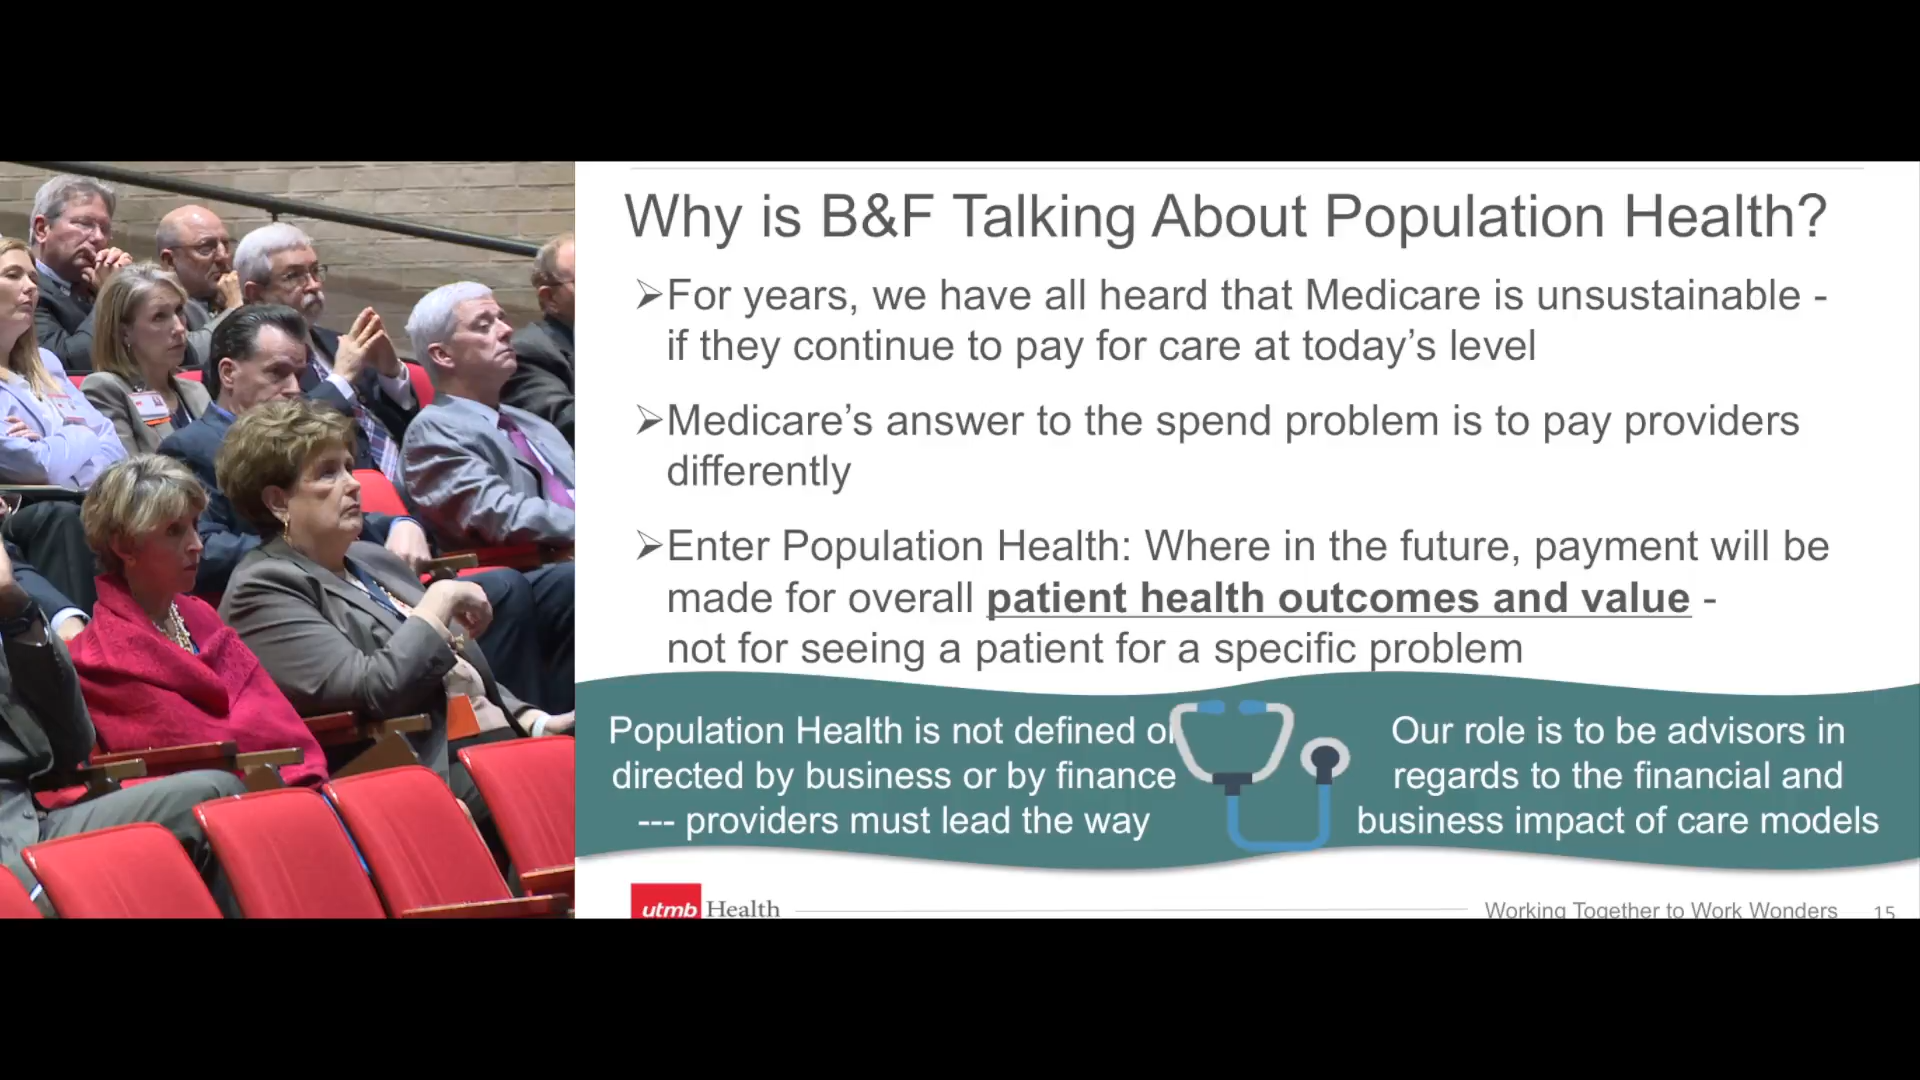 Why is B&F Talking About Population Health?
➢For years, we have all heard that Medicare is unsustainable -
if they continue to pay for care at today's level
➢Medicare's answer to the spend problem is to pay providers
differently
➢Enter Population Health: Where in the future, payment will be
made for overall patient health outcomes and value -
not for seeing a patient for a specific problem
Population Health is not defined or
directed by business or by finance
--- providers must lead the way
Our role is to be advisors in
regards to the financial and
business impact of care models
utmb Health
Working Together to Work Wonders 15